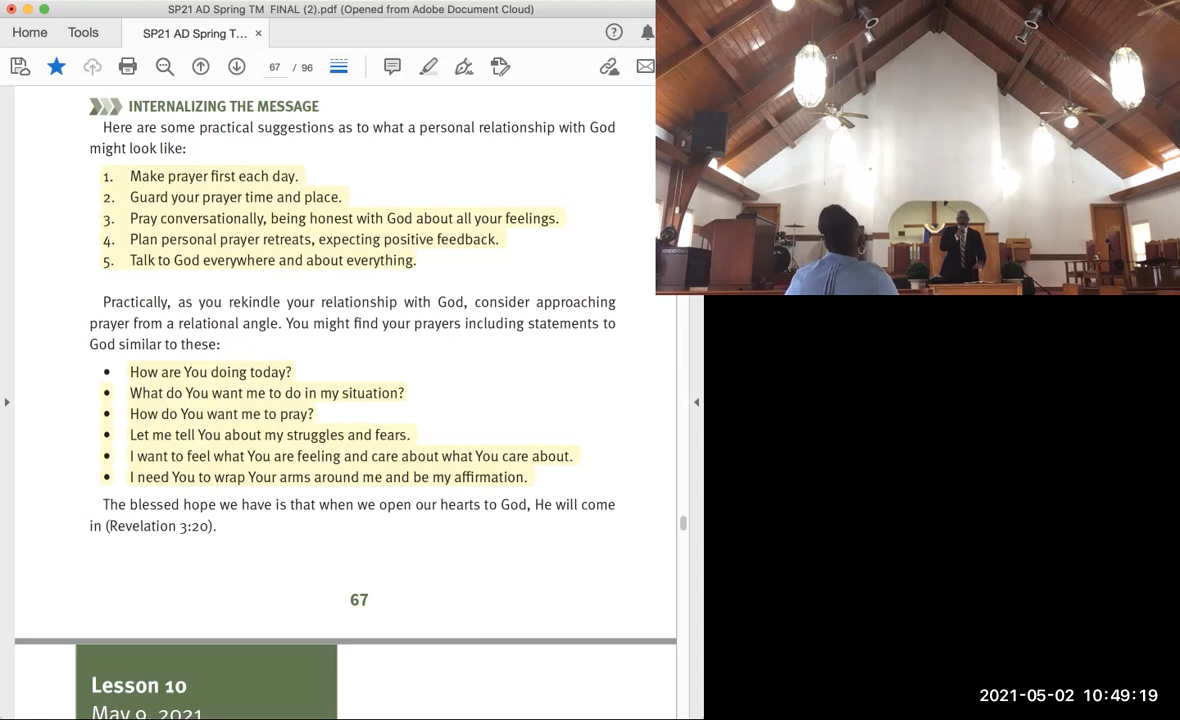 SP21 AD Spring TM FINAL (2).pdf (Opened from Adobe Document Cloud)
Home
Tools
SP21 AD Spring T... ×
67 / 96
INTERNALIZING THE MESSAGE
Here are some practical suggestions as to what a personal relationship with God
might look like:
1. Make prayer first each day.
2. Guard your prayer time and place.
3. Pray conversationally, being honest with God about all your feelings.
4. Plan personal prayer retreats, expecting positive feedback.
5. Talk to God everywhere and about everything.
Practically, as you rekindle your relationship with God, consider approaching
prayer from a relational angle. You might find your prayers including statements to
God similar to these:
• How are You doing today?
• What do You want me to do in my situation?
• How do You want me to pray?
• Let me tell You about my struggles and fears.
• I want to feel what You are feeling and care about what You care about.
• I need You to wrap Your arms around me and be my affirmation.
The blessed hope we have is that when we open our hearts to God, He will come
in (Revelation 3:20).
67
Lesson 10
May 9, 2021
2021-05-02 10:49:19